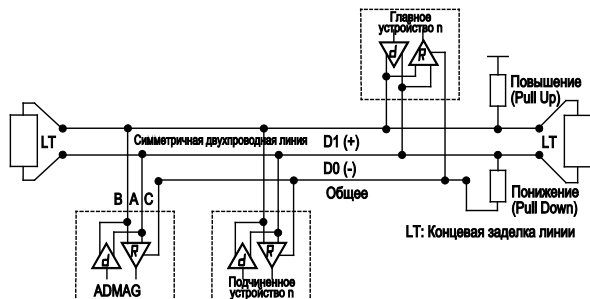 Главное
устройство n
d R
Повышение
(Pull Up)
LT
Симметричная двухпроводная линия
D1 (+)
LT
D0 (-)
B A C
Общее
Понижение
(Pull Down)
LT: Концевая заделка линии
d R
d R
ADMAG
Подчиненное
устройство n